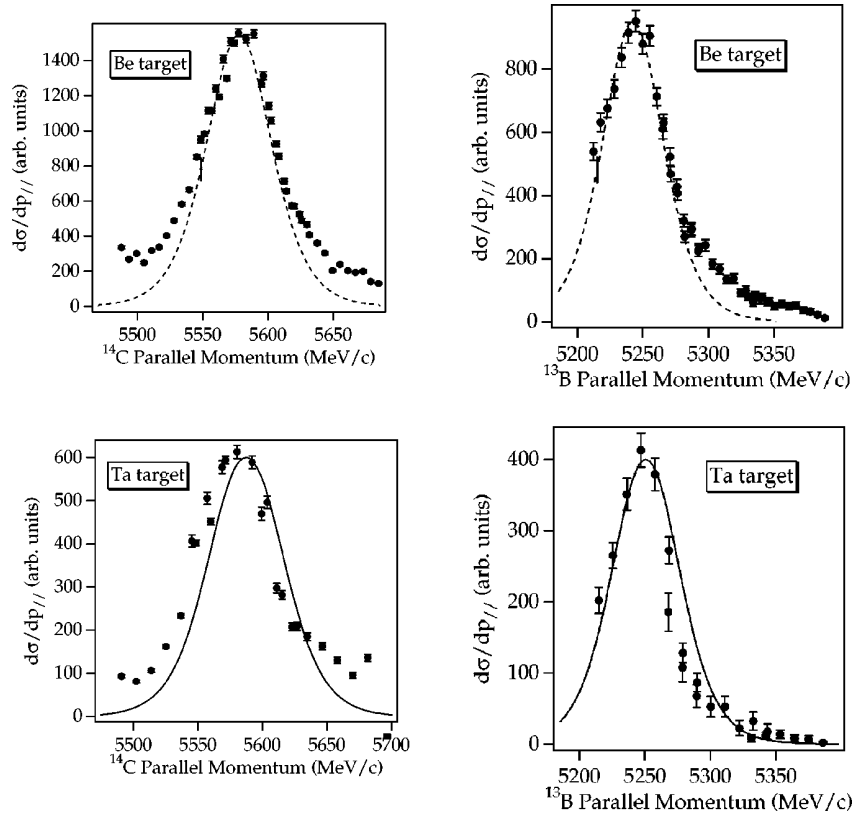 1400
1200
1000
800
600
400
200
0
dσ/dp// (arb. units)
Be target
5500 5550 5600 5650
¹⁴C Parallel Momentum (MeV/c)
800
600
400
200
0
dσ/dp// (arb. units)
Be target
5200 5250 5300 5350
¹³B Parallel Momentum (MeV/c)
600
500
400
300
200
100
0
dσ/dp// (arb. units)
Ta target
5500 5550 5600 5650 5700
¹⁴C Parallel Momentum (MeV/c)
400
300
200
100
0
dσ/dp// (arb. units)
Ta target
5200 5250 5300 5350
¹³B Parallel Momentum (MeV/c)